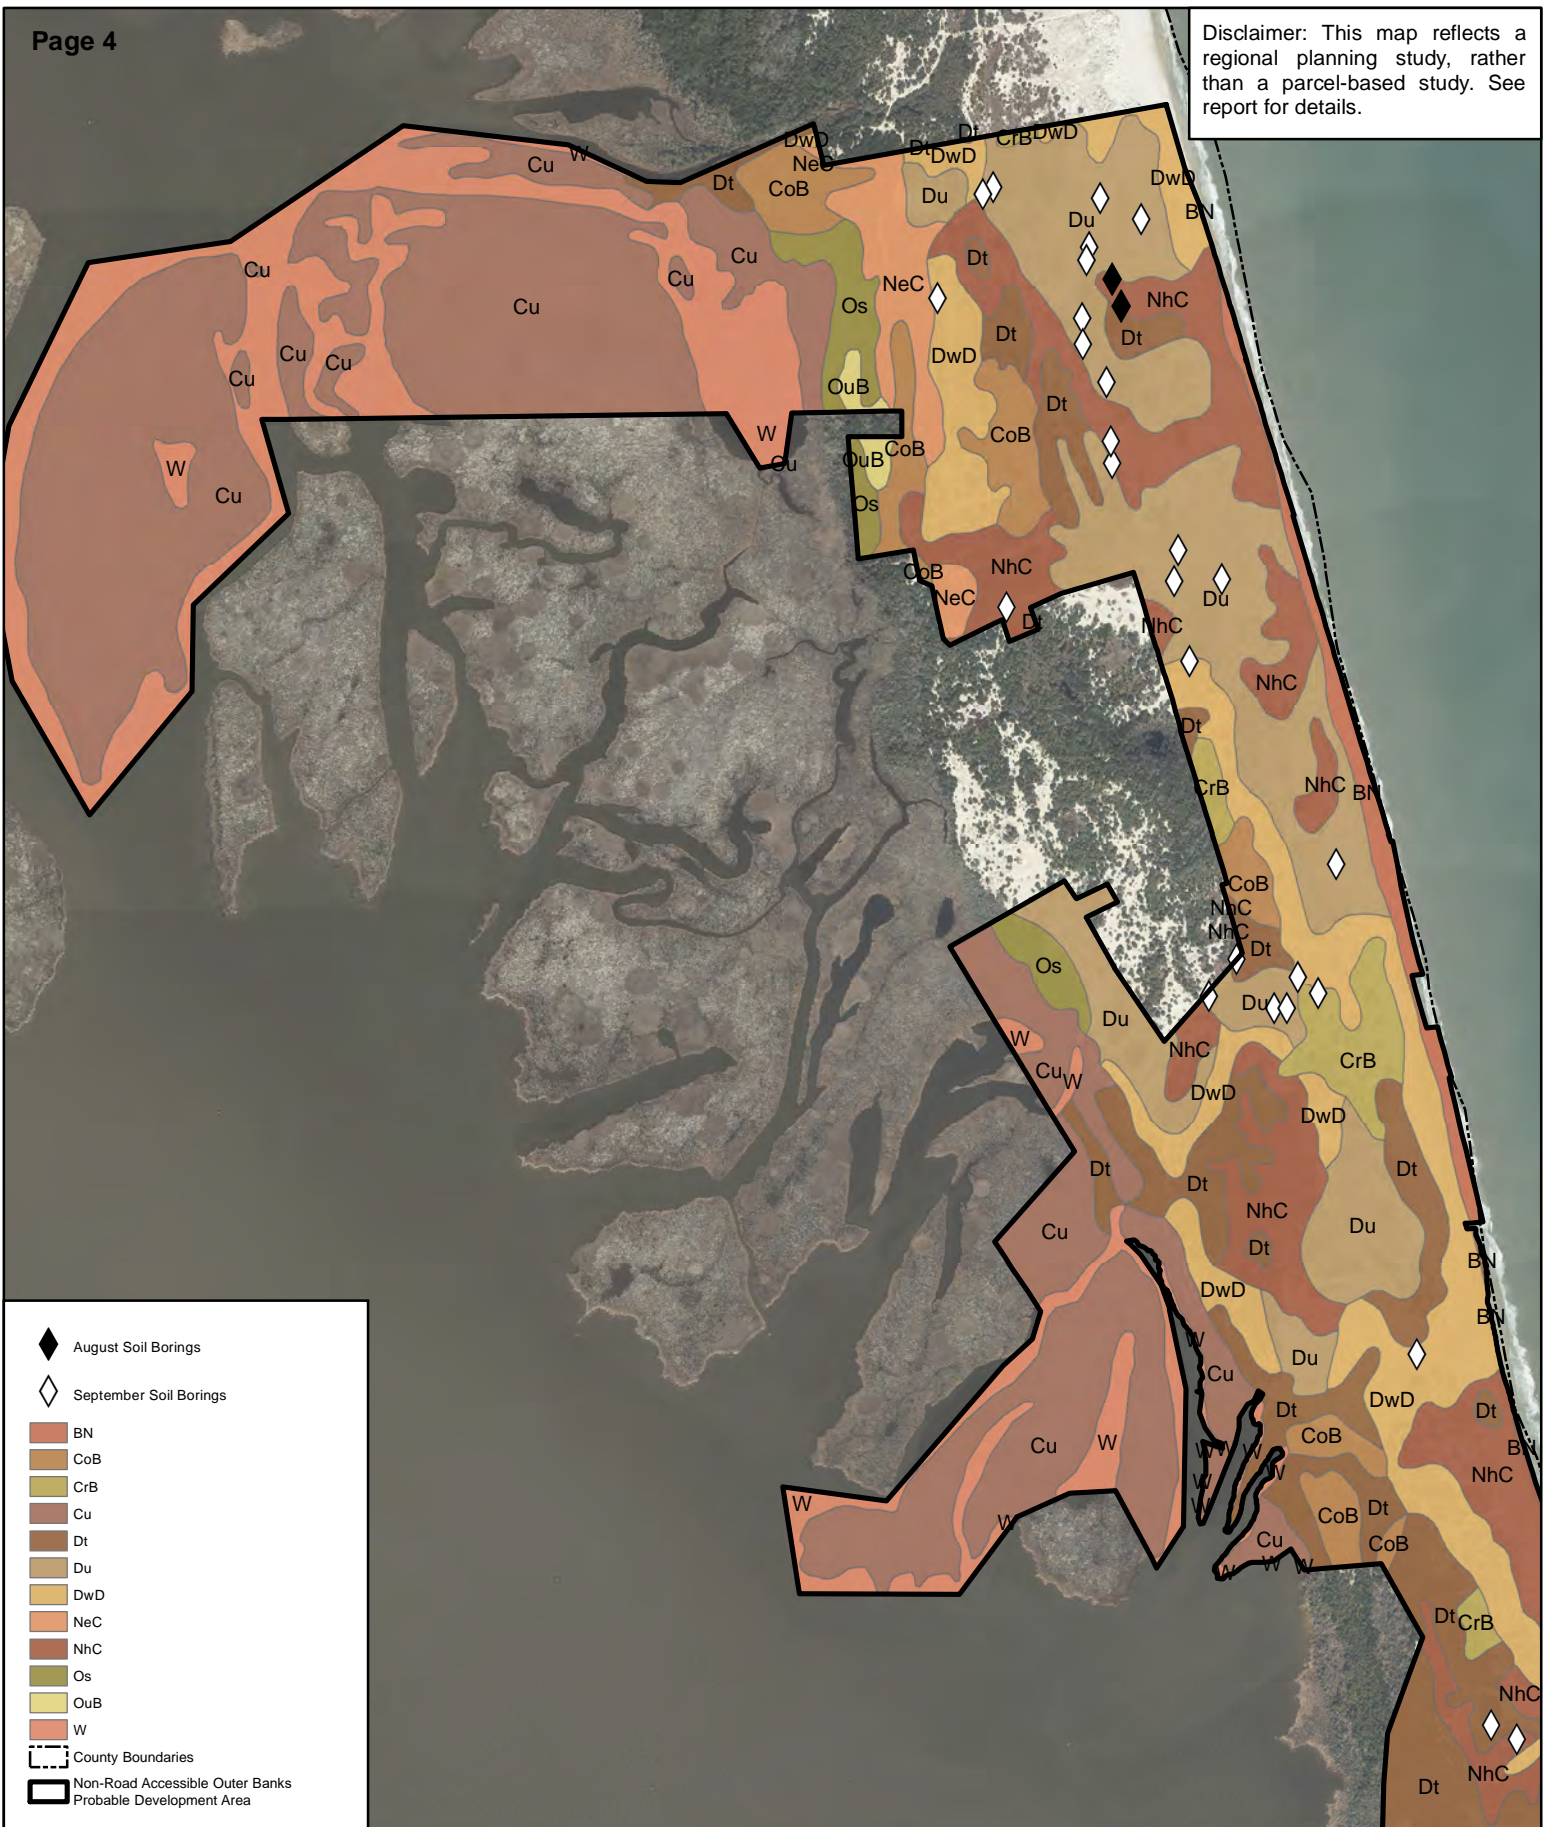 Page 4
Disclaimer: This map reflects a
regional planning study, rather
than a parcel-based study. See
report for details.
DwD
Dt
CrB
DwD
W
Cu
NeC
Dt
DwD
Dt
CoB
Du
DwD
BN
Du
Cu
Cu
Cu
Dt
NeC
Os
NhC
Cu
Dt
Dt
Cu
Cu
DwD
Cu
OuB
Dt
W
CoB
CoB
OuB
Cu
W
Cu
Os
CoB
NhC
NeC
Du
Dt
NhC
NhC
Dt
CrB
NhC
BN
CoB
NhC
NhC
Dt
Os
Du
Du
W
NhC
CrB
Cu
W
DwD
DwD
Dt
Dt
Dt
NhC
Du
Cu
Dt
BN
DwD
BN
W
Du
Cu
DwD
Dt
Dt
CoB
Cu
W
W
W
W
BN
W
NhC
W
W
W
CoB
Dt
W
Cu
CoB
W
W
W
Dt
CrB
NhC
NhC
Dt
August Soil Borings
September Soil Borings
BN
CoB
CrB
Cu
Dt
Du
DwD
NeC
NhC
Os
OuB
W
County Boundaries
Non-Road Accessible Outer Banks
Probable Development Area